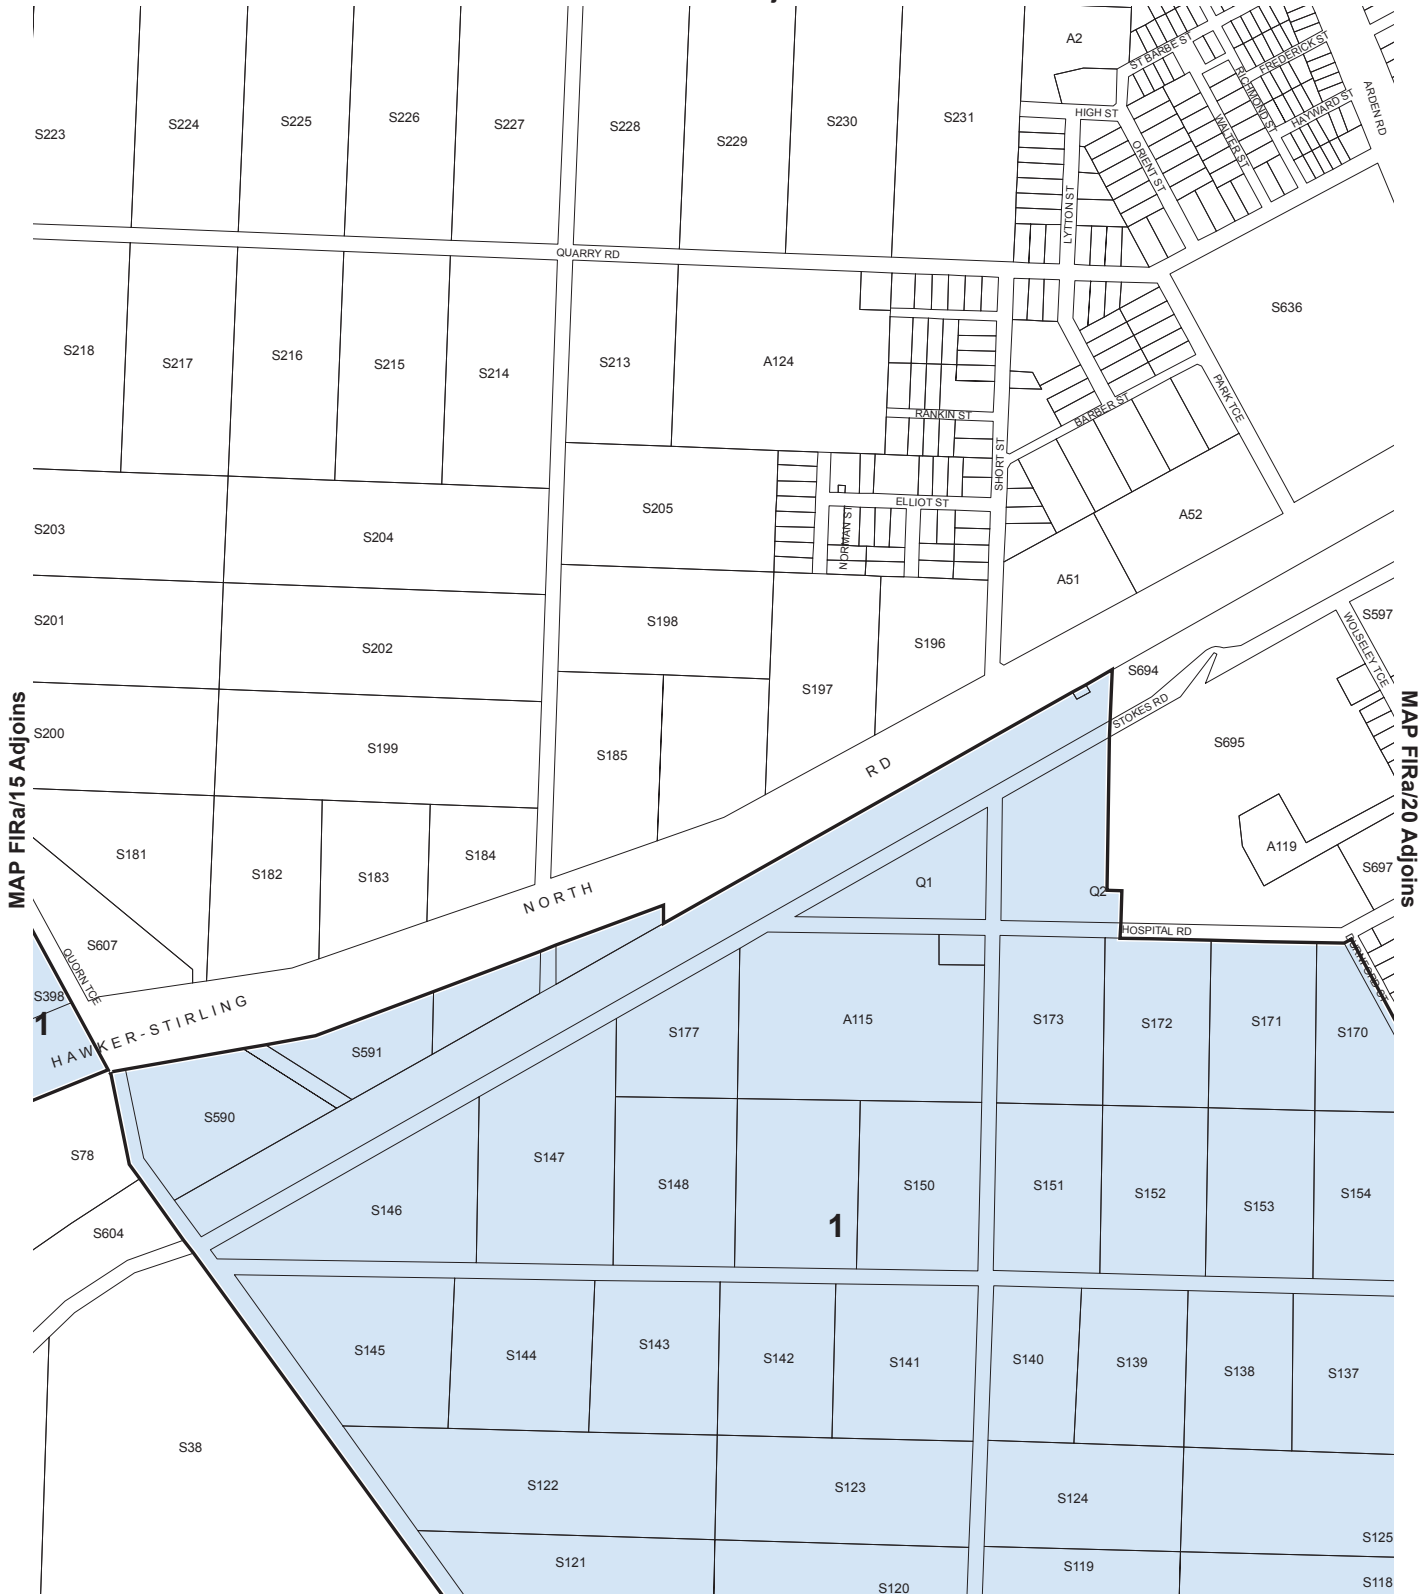 A2
ST BARBE ST
FREDERICK ST
RICHMOND ST
HAYWARD ST
ARDEN RD
WALTER ST
HIGH ST
ORIENT ST
LYTTON ST
S223
S224
S225
S226
S227
S228
S229
S230
S231
QUARRY RD
S636
S218
S217
S216
S215
S214
S213
A124
PARK TCE
RANKIN ST
BARBER ST
SHORT ST
ELLIOT ST
NORMAN ST
S203
S204
S205
A52
A51
S201
S202
S198
S196
S597
WOLSELEY TCE
S694
STOKES RD
S197
S200
S199
S185
S695
RD
MAP FIRa/15 Adjoins
MAP FIRa/20 Adjoins
S181
S182
S183
S184
A119
S697
Q1
Q2
NORTH
HOSPITAL RD
S607
QUORN TCE
S398
1
HAWKER-STIRLING
S591
S177
A115
S173
S172
S171
S170
S590
S78
S147
S148
S150
S151
S152
S153
S154
S146
1
S604
S145
S144
S143
S142
S141
S140
S139
S138
S137
S38
S122
S123
S124
S125
S121
S120
S119
S118